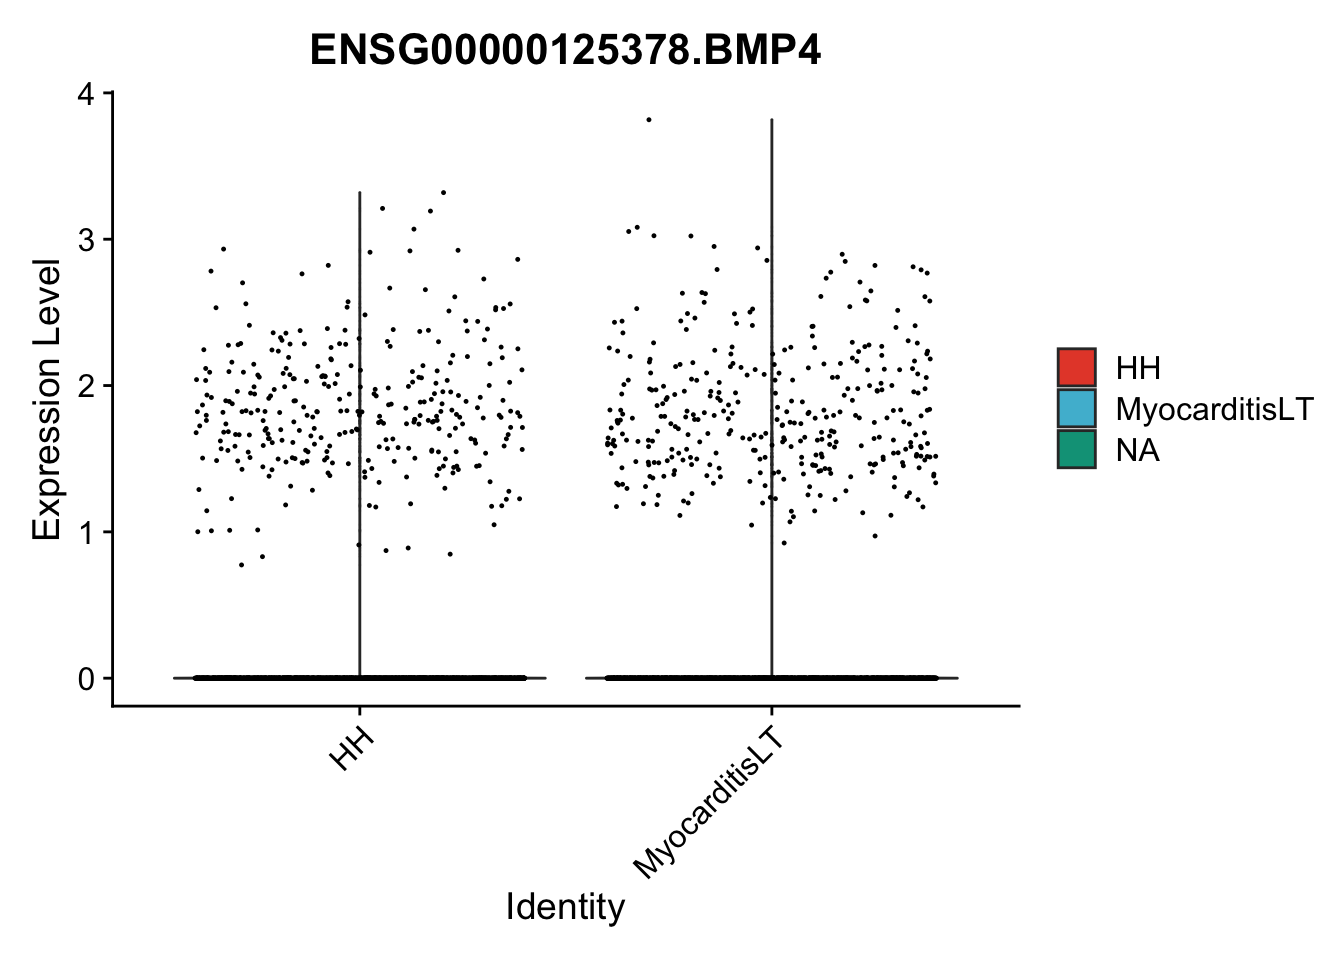 ENSG00000125378.BMP4
Expression Level
4
3
2
1
0
HH
MyocarditisLT
Identity
HH
MyocarditisLT
NA